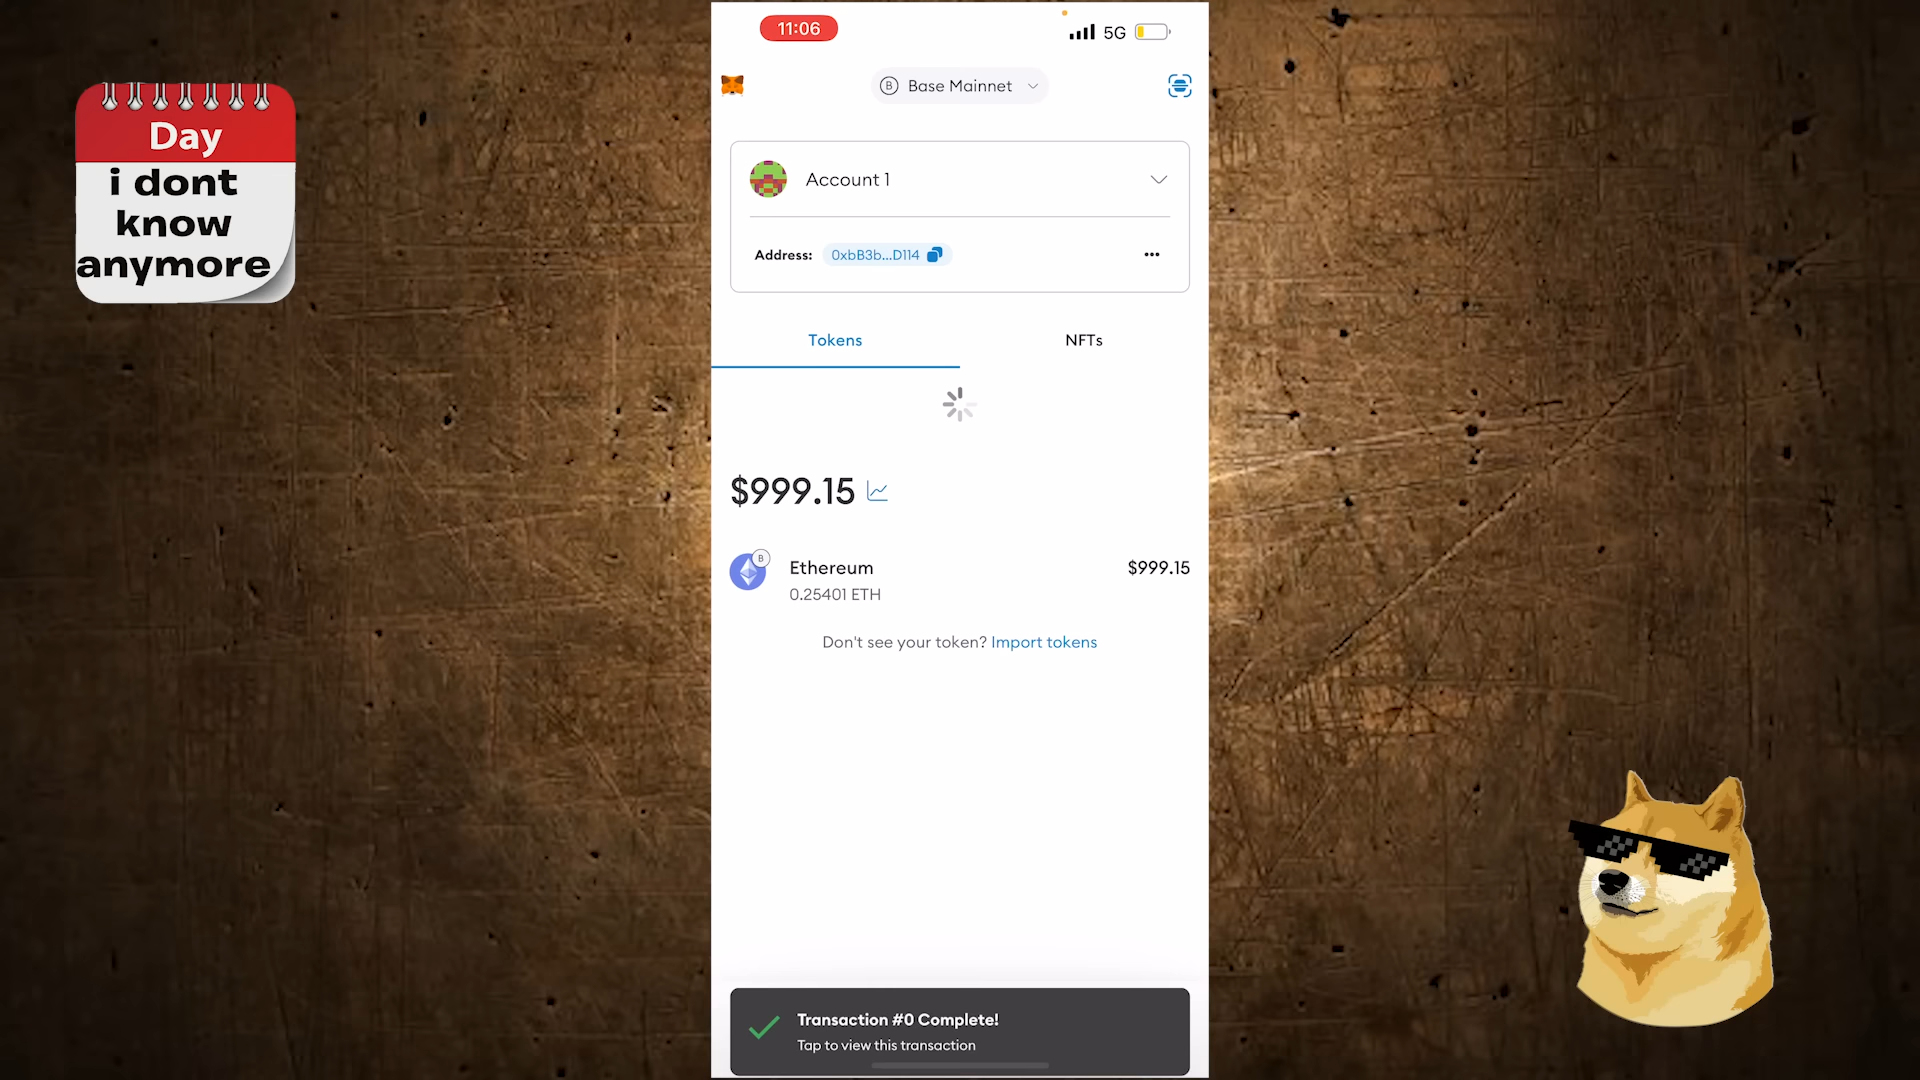 11:06
5G
Base Mainnet
Day
i dont
know
anymore
Account 1
Address: 0xbB3b...D114
Tokens
NFTs
$999.15
Ethereum
$999.15
0.25401 ETH
Don't see your token? Import tokens
Transaction #0 Complete!
Tap to view this transaction